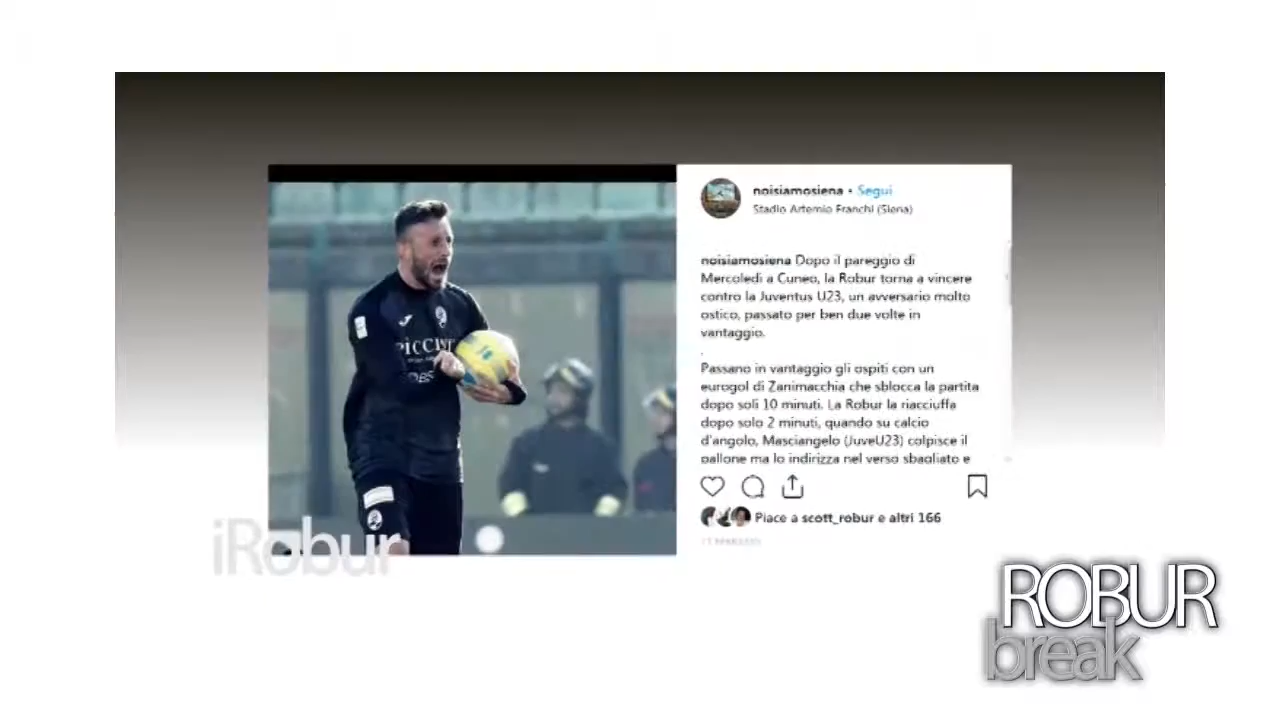 noisiamosiena • Segui
Stadio Artemio Franchi (Siena)
noisiamosiena Dopo il pareggio di
Mercoledì a Cuneo, la Robur torna a vincere
contro la Juventus U23, un avversario molto
ostico, passato per ben due volte in
vantaggio.
.
Passano in vantaggio gli ospiti con un
eurogol di Zanimacchia che sblocca la partita
dopo soli 10 minuti. La Robur la riacciuffa
dopo solo 2 minuti, quando su calcio
d'angolo, Masciangelo (JuveU23) colpisce il
pallone ma lo indirizza nel verso sbagliato e
Piace a scott_robur e altri 166
iRobur
ROBUR
break